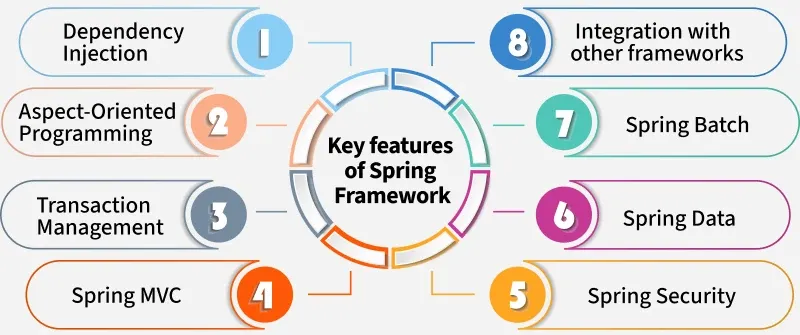 Dependency
Injection
1
Aspect-Oriented
Programming
2
Transaction
Management
3
Spring MVC
4
Key features
of Spring
Framework
8
Integration with
other frameworks
7
Spring Batch
6
Spring Data
5
Spring Security